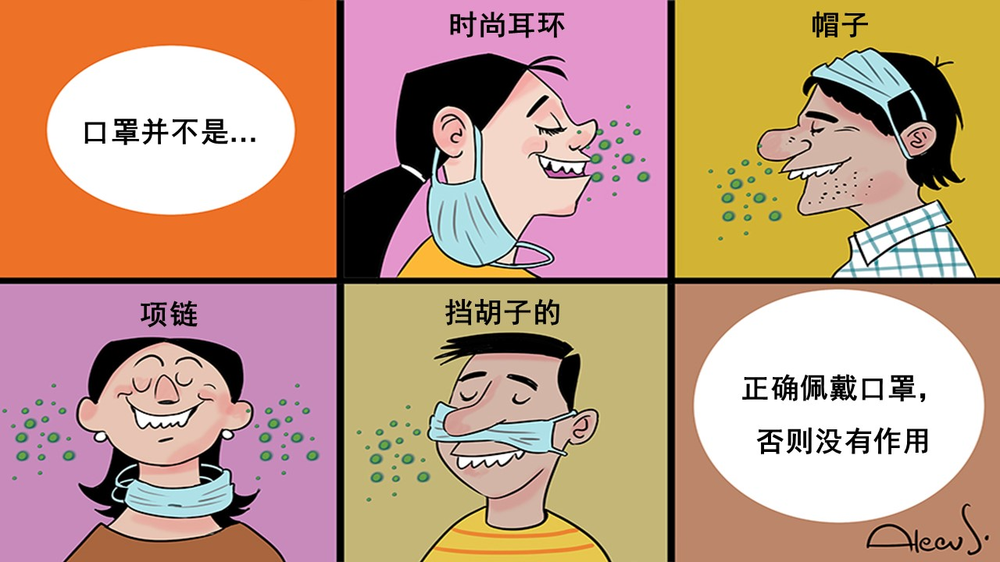 口罩并不是...
时尚耳环
帽子
项链
挡胡子的
正确佩戴口罩，
否则没有作用